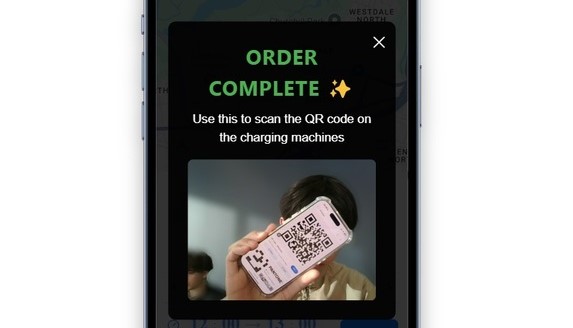 WESTDALE
NORTH
ORDER
COMPLETE ✨
Use this to scan the QR code on
the charging machines